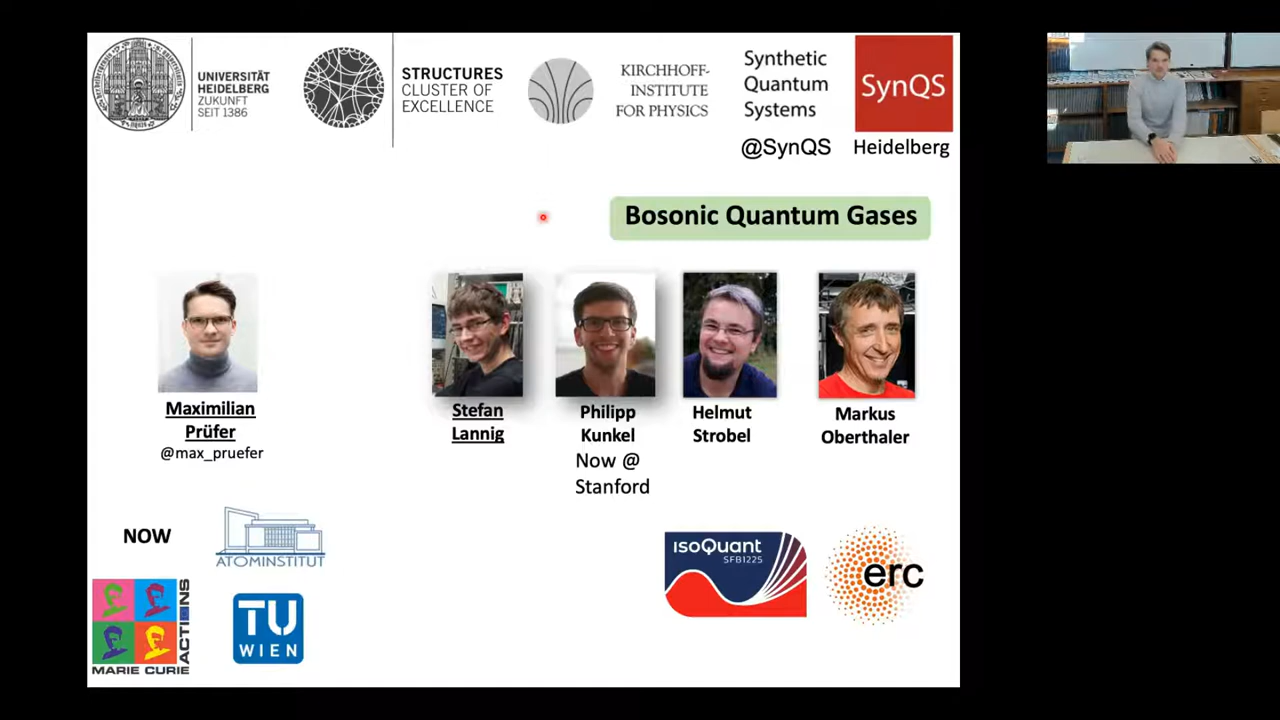 UNIVERSITÄT
HEIDELBERG
ZUKUNFT
SEIT 1386
STRUCTURES
CLUSTER OF
EXCELLENCE
KIRCHHOFF-
INSTITUTE
FOR PHYSICS
Synthetic
Quantum
Systems
@SynQS
SynQS
Heidelberg
Bosonic Quantum Gases
Maximilian
Prüfer
@max_pruefer
Stefan
Lannig
Philipp
Kunkel
Now @
Stanford
Helmut
Strobel
Markus
Oberthaler
NOW
ATOMINSTITUT
MARIE CURIE
ACTIONS
TU
WIEN
isoQuant
SFB1225
erc